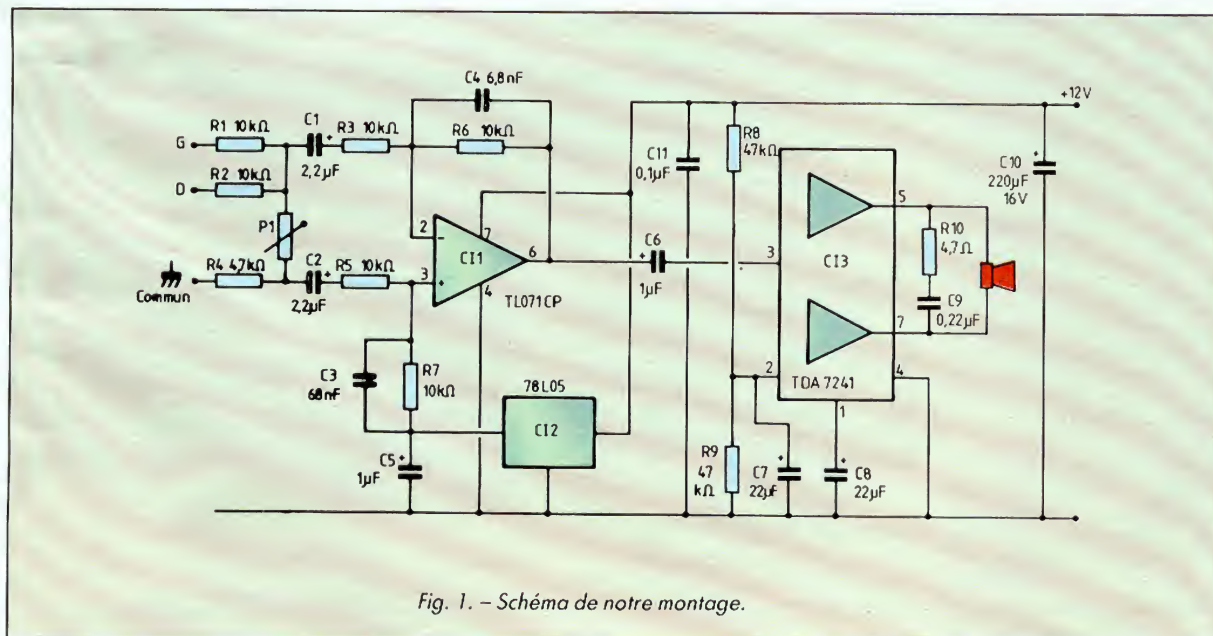 C4 6,8nF
+12V
R1 10kΩ
C1
R3 10kΩ
R6 10kΩ
R8
47kΩ
G
+
2,2µF
C11
0,1µF
+
C10
220µF
16V
R2 10kΩ
D
5
P1
2
-
7
R10
4,7Ω
C6
3
CI3
R4 4,7kΩ
C2
R5 10kΩ
3
+
CI1
6
+
Commun
+
2,2µF
4
TL071CP
1µF
C9
0,22µF
7
C3
68nF
R7
10kΩ
78L05
2
TDA 7241
4
CI2
1
C5
+
1µF
R9
47
kΩ
C7
22µF
+
+
C8
22µF
Fig. 1. – Schéma de notre montage.